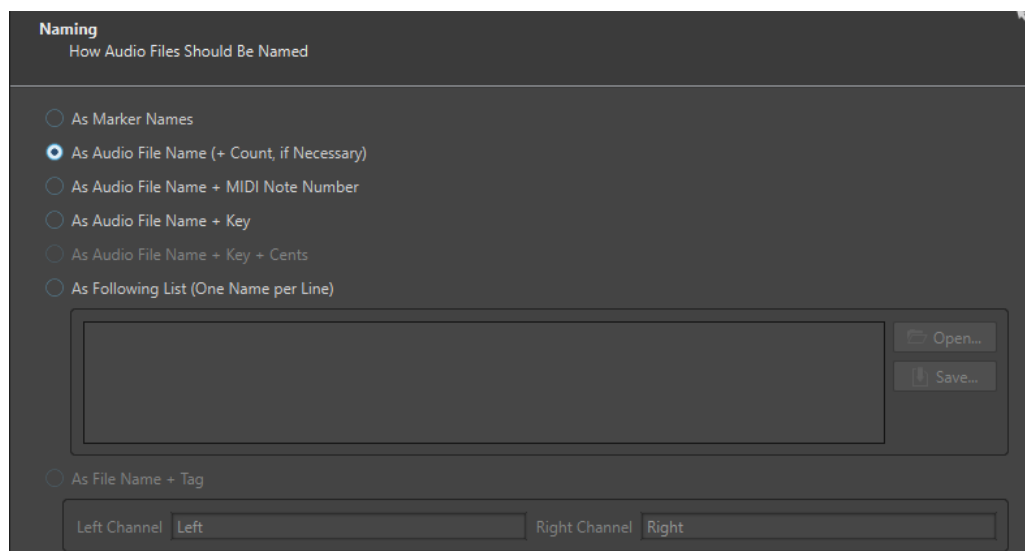 Naming
How Audio Files Should Be Named
As Marker Names
As Audio File Name (+ Count, if Necessary)
As Audio File Name + MIDI Note Number
As Audio File Name + Key
As Audio File Name + Key + Cents
As Following List (One Name per Line)
Open...
Save...
As File Name + Tag
Left Channel Left Right Channel Right